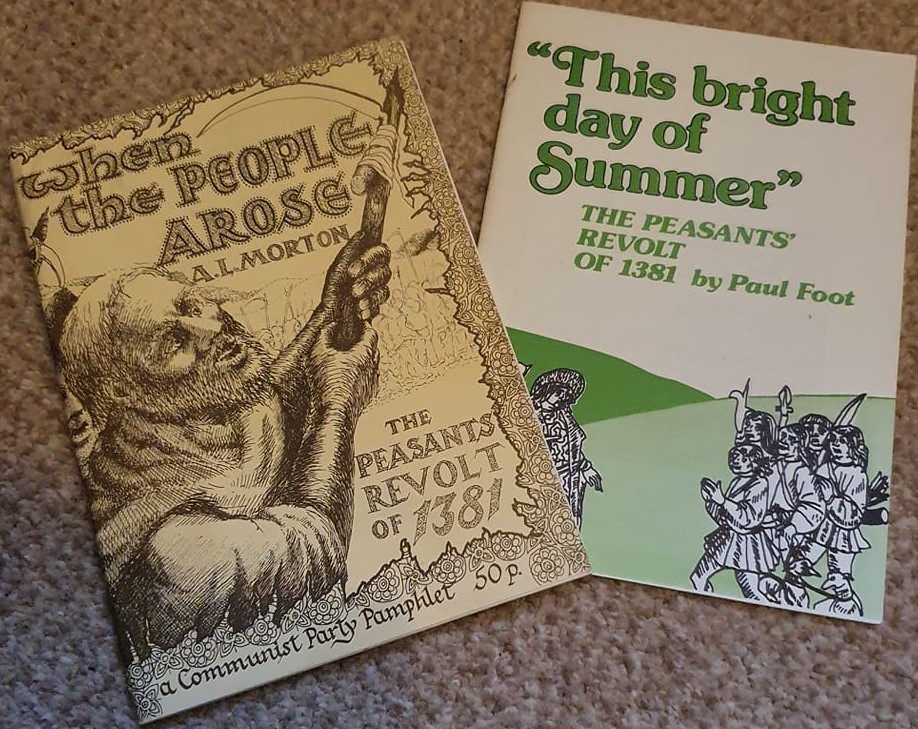 when
the PEOPLE
AROSE
A.L.MORTON
THE
PEASANTS
REVOLT
OF 1381
a Communist Party Pamphlet 50p.
“This bright
day of
Summer”
THE PEASANTS’
REVOLT
OF 1381 by Paul Foot